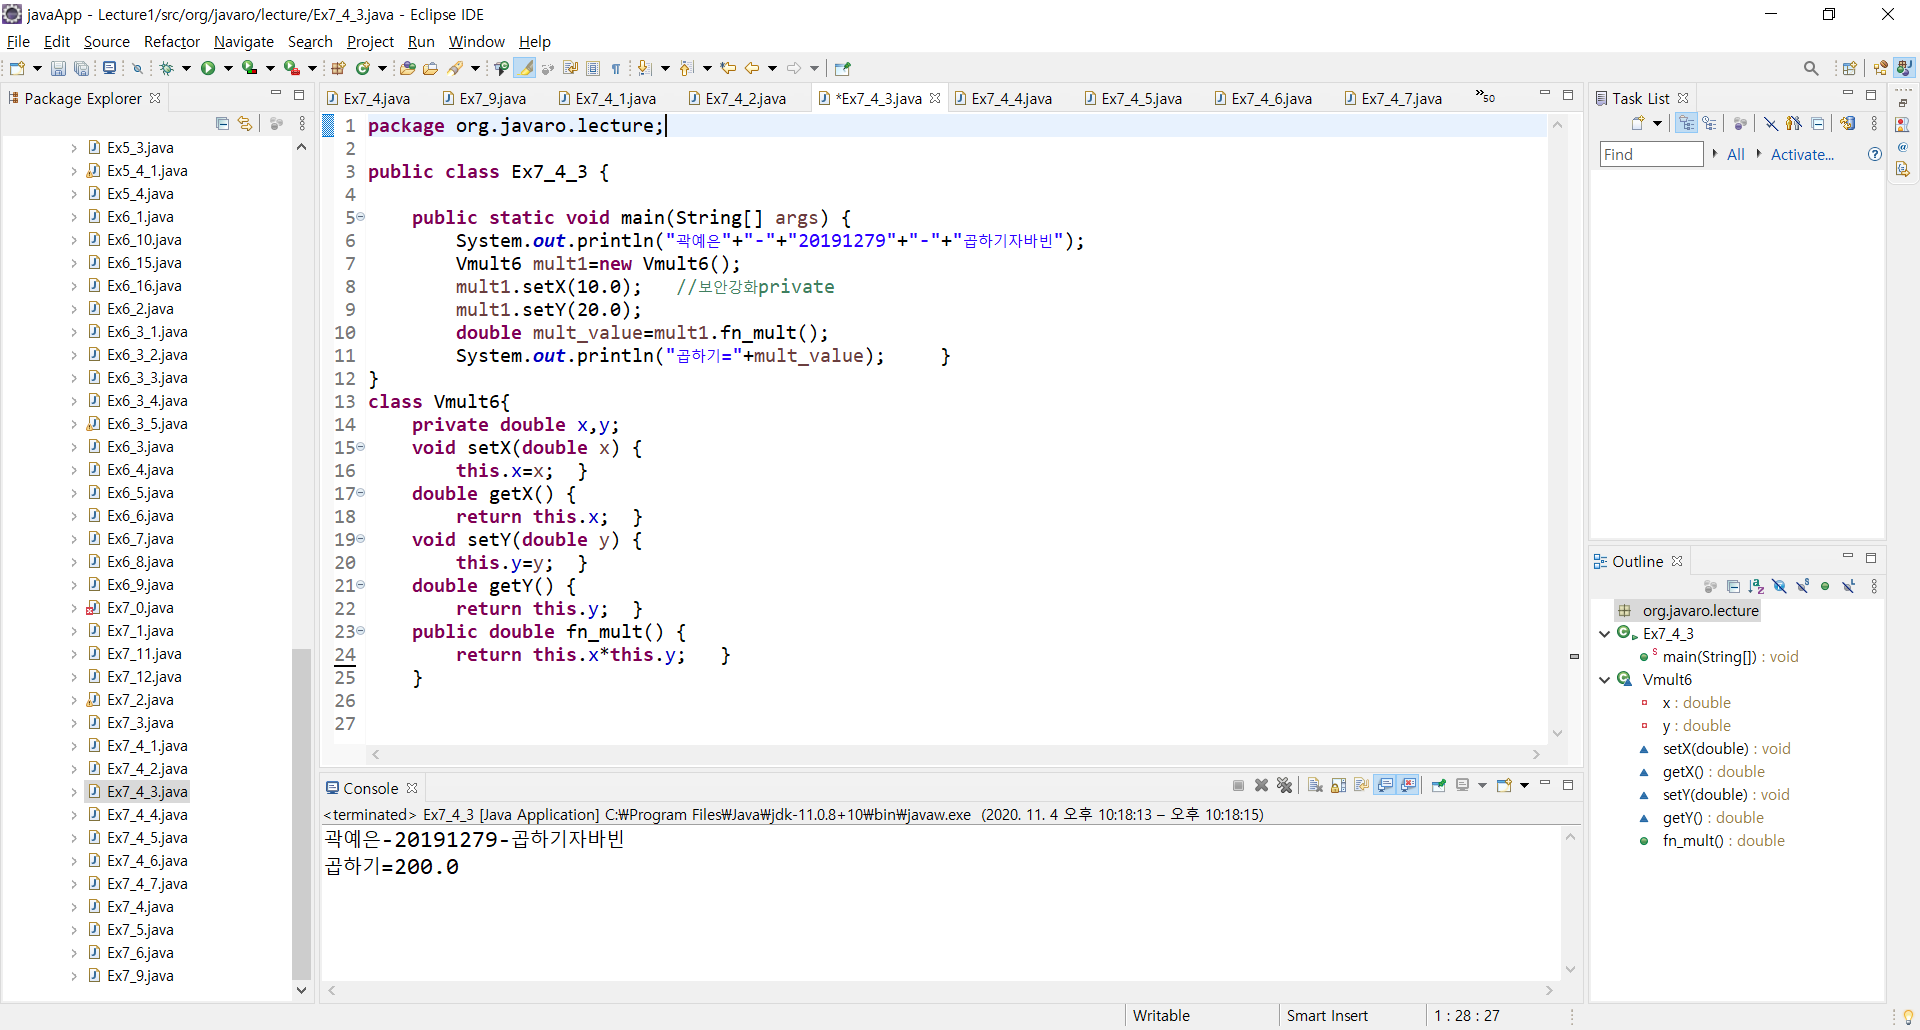 javaApp - Lecture1/src/org/javaro/lecture/Ex7_4_3.java - Eclipse IDE
File Edit Source Refactor Navigate Search Project Run Window Help
Package Explorer
Ex5_3.java
Ex5_4_1.java
Ex5_4.java
Ex6_1.java
Ex6_10.java
Ex6_15.java
Ex6_16.java
Ex6_2.java
Ex6_3_1.java
Ex6_3_2.java
Ex6_3_3.java
Ex6_3_4.java
Ex6_3_5.java
Ex6_3.java
Ex6_4.java
Ex6_5.java
Ex6_6.java
Ex6_7.java
Ex6_8.java
Ex6_9.java
Ex7_0.java
Ex7_1.java
Ex7_11.java
Ex7_12.java
Ex7_2.java
Ex7_3.java
Ex7_4_1.java
Ex7_4_2.java
Ex7_4_3.java
Ex7_4_4.java
Ex7_4_5.java
Ex7_4_6.java
Ex7_4_7.java
Ex7_4.java
Ex7_5.java
Ex7_6.java
Ex7_9.java
Ex7_4.java Ex7_9.java Ex7_4_1.java Ex7_4_2.java *Ex7_4_3.java Ex7_4_4.java Ex7_4_5.java Ex7_4_6.java Ex7_4_7.java »50
1 package org.javaro.lecture;
2
3 public class Ex7_4_3 {
4
5 public static void main(String[] args) {
6 System.out.println("곽예은"+"-"+"20191279"+"-"+"곱하기자바빈");
7 Vmult6 mult1=new Vmult6();
8 mult1.setX(10.0); //보안강화private
9 mult1.setY(20.0);
10 double mult_value=mult1.fn_mult();
11 System.out.println("곱하기="+mult_value); }
12 }
13 class Vmult6{
14 private double x,y;
15 void setX(double x) {
16 this.x=x; }
17 double getX() {
18 return this.x; }
19 void setY(double y) {
20 this.y=y; }
21 double getY() {
22 return this.y; }
23 public double fn_mult() {
24 return this.x*this.y; }
25 }
26
27
Console
<terminated> Ex7_4_3 [Java Application] C:₩Program Files₩Java₩jdk-11.0.8+10₩bin₩javaw.exe (2020. 11. 4 오후 10:18:13 – 오후 10:18:15)
곽예은-20191279-곱하기자바빈
곱하기=200.0
Task List
Find All Activate...
Outline
org.javaro.lecture
Ex7_4_3
main(String[]) : void
Vmult6
x : double
y : double
setX(double) : void
getX() : double
setY(double) : void
getY() : double
fn_mult() : double
Writable Smart Insert 1 : 28 : 27